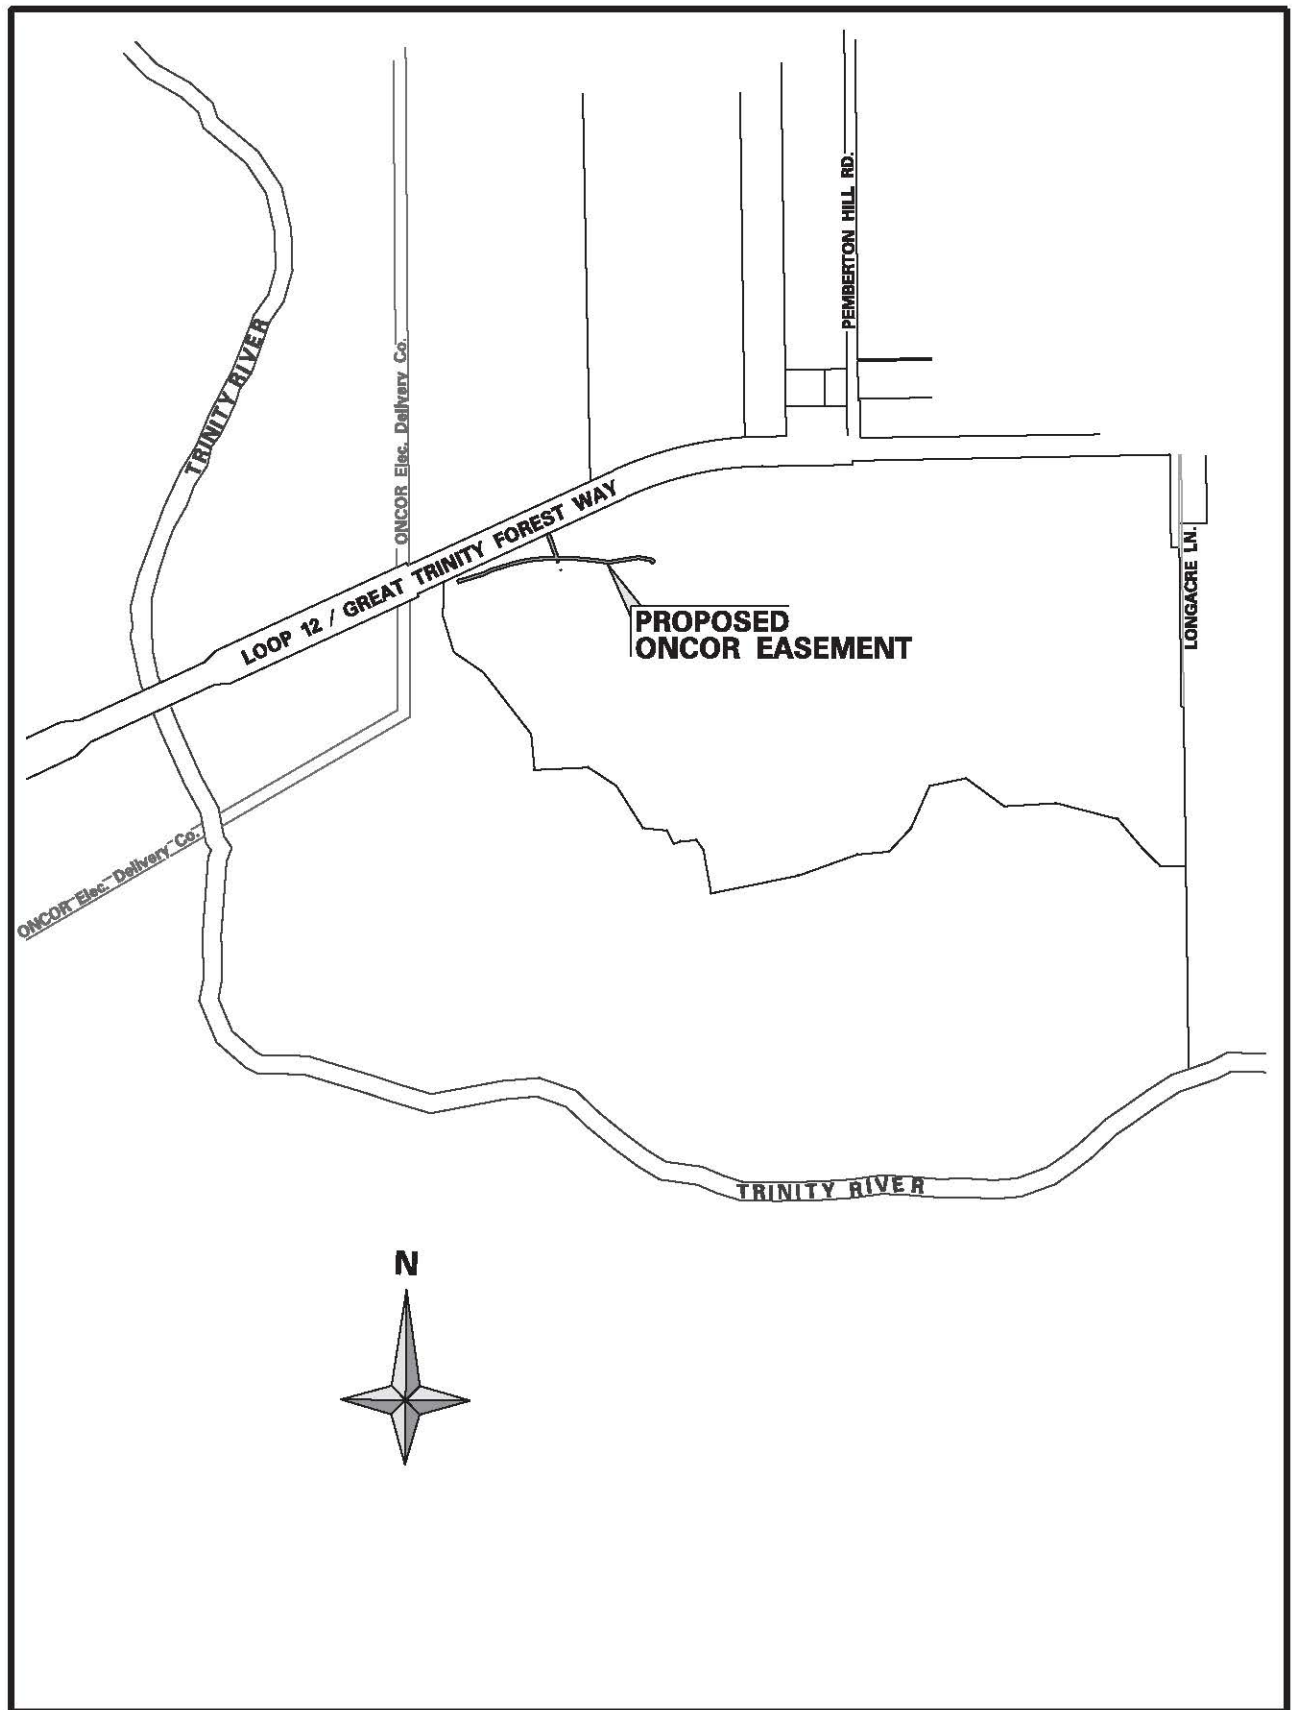 PEMBERTON HILL RD.
TRINITY RIVER
ONCOR Elec. Delivery Co.
LOOP 12 / GREAT TRINITY FOREST WAY
LONGACRE LN.
PROPOSED
ONCOR EASEMENT
ONCOR Elec. Delivery Co.
TRINITY RIVER
N